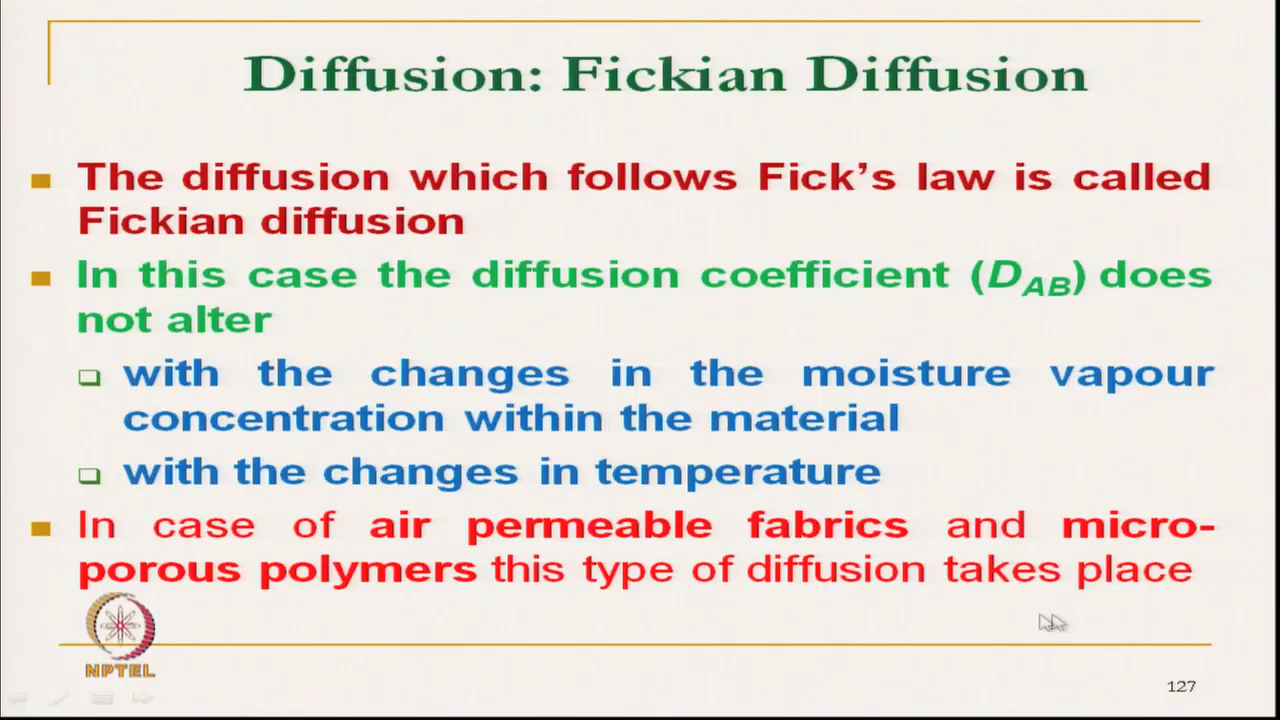 Diffusion: Fickian Diffusion
The diffusion which follows Fick's law is called
Fickian diffusion
In this case the diffusion coefficient (D_AB) does
not alter
with the changes in the moisture vapour
concentration within the material
with the changes in temperature
In case of air permeable fabrics and micro-
porous polymers this type of diffusion takes place
NPTEL
127